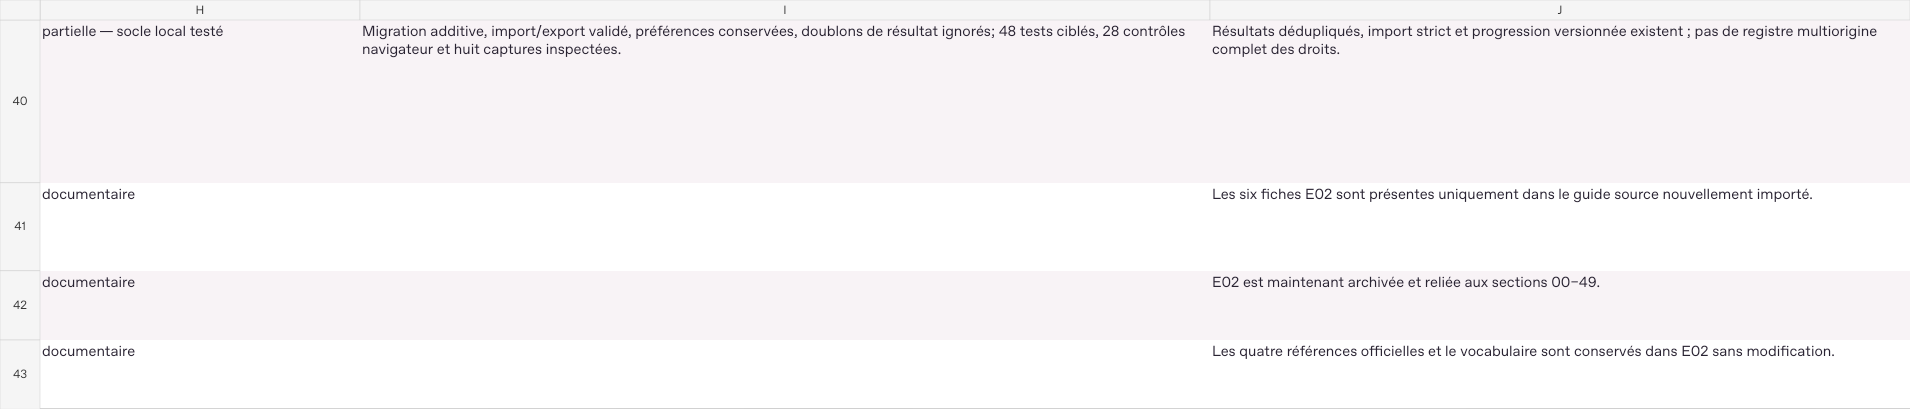 H I J
40
partielle — socle local testé
Migration additive, import/export validé, préférences conservées, doublons de résultat ignorés; 48 tests ciblés, 28 contrôles
navigateur et huit captures inspectées.
Résultats dédupliqués, import strict et progression versionnée existent ; pas de registre multiorigine
complet des droits.
41
documentaire
Les six fiches E02 sont présentes uniquement dans le guide source nouvellement importé.
42
documentaire
E02 est maintenant archivée et reliée aux sections 00–49.
43
documentaire
Les quatre références officielles et le vocabulaire sont conservés dans E02 sans modification.